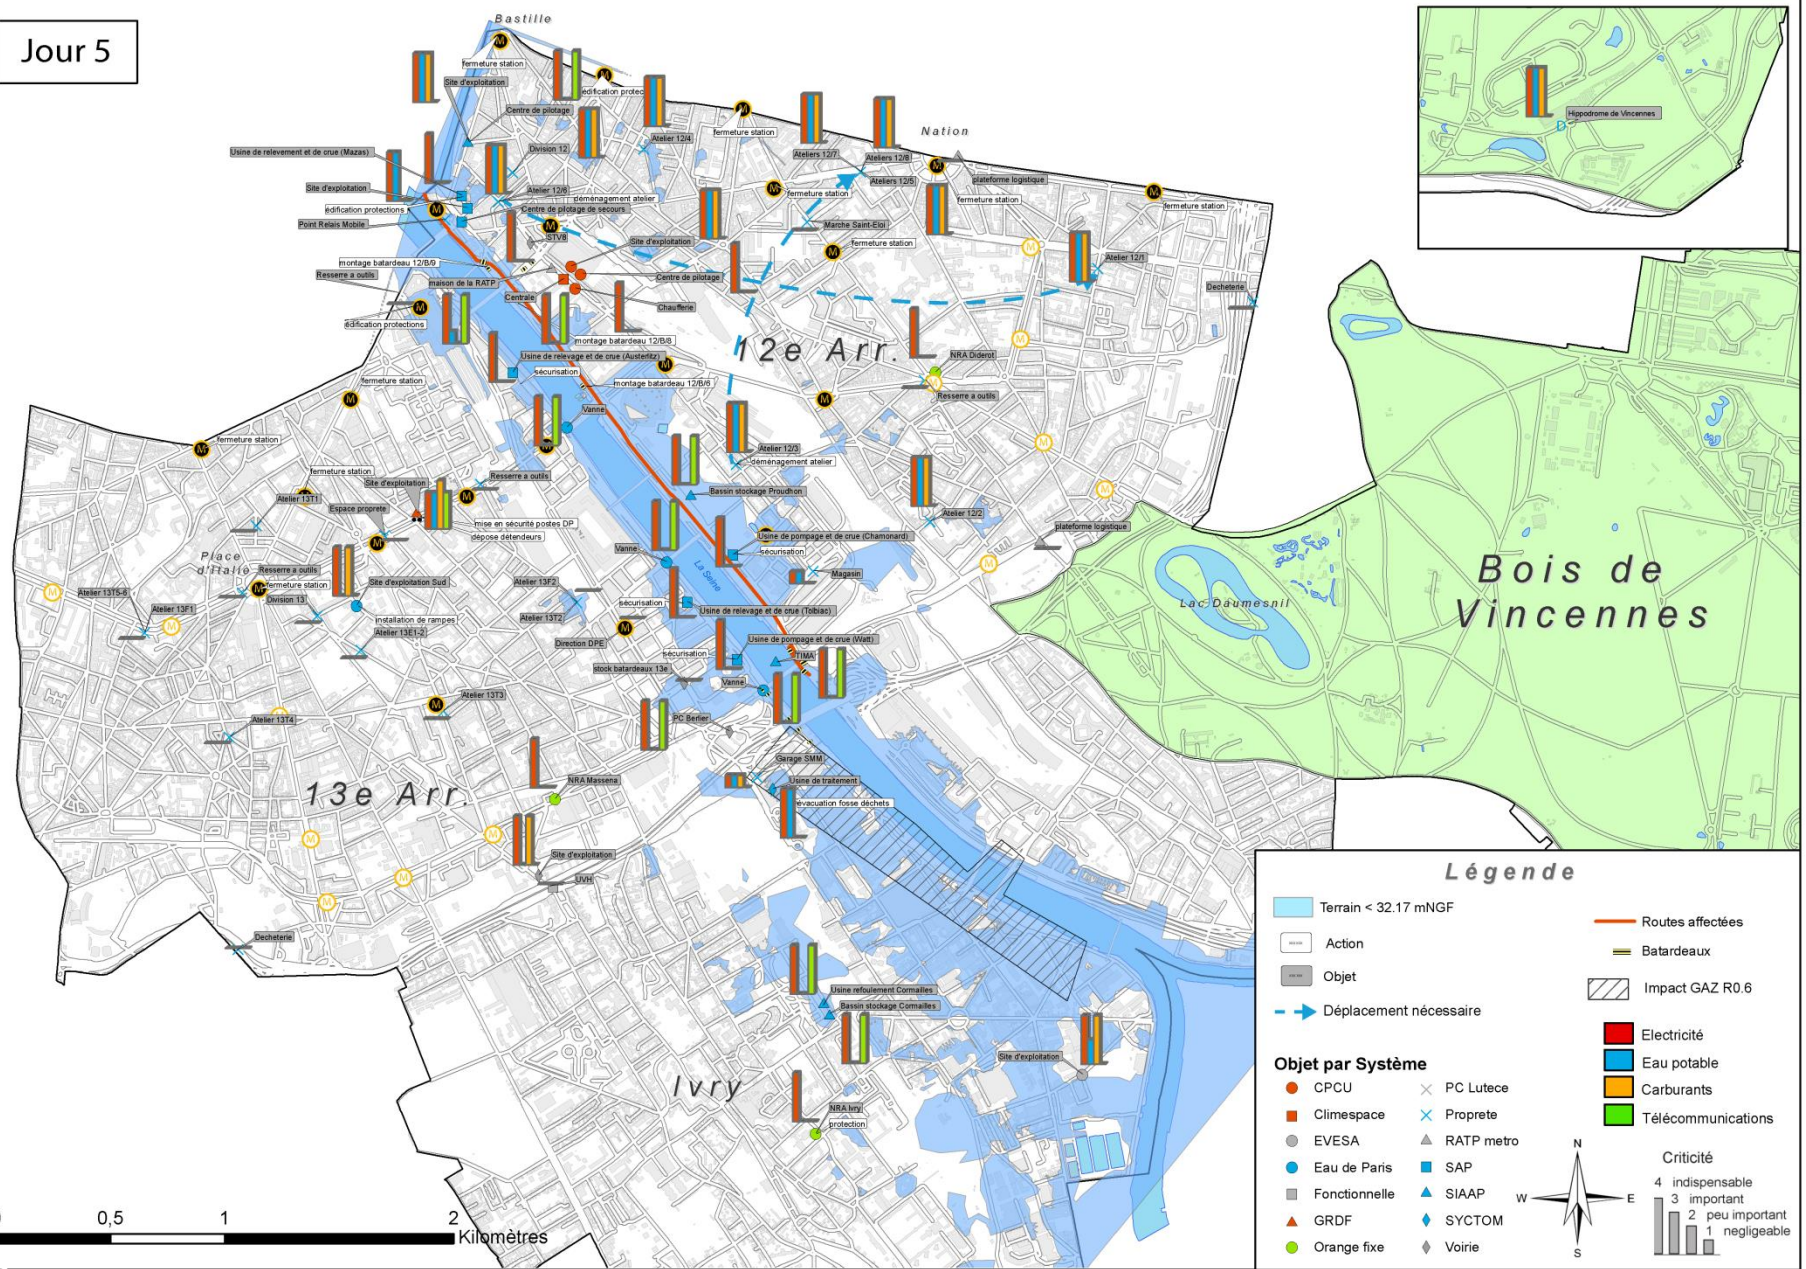 Jour 5
Bastille
fermeture station
Site d'exploitation
édification protec
Centre de pilotage
fermeture station
Nation
Atelier 12/4
Usine de relevement et de crue (Mazas)
Division 12
Ateliers 12/7
Ateliers 12/8
Ateliers 12/5
plateforme logistique
Site d'exploitation
Atelier 12/6
déménagement atelier
fermeture station
fermeture station
fermeture station
édification protections
Centre de pilotage de secours
Point Relais Mobile
Marche Saint-Eloi
STV8
Site d'exploitation
fermeture station
montage batardeau 12/B/9
Atelier 12/1
Resserre a outils
maison de la RATP
Centre de pilotage
Decheterie
Centrale
Chaufferie
édification protections
montage batardeau 12/B/8
12e Arr.
Usine de relevage et de crue (Austerlitz)
NRA Diderot
sécurisation
fermeture station
montage batardeau 12/B/6
Resserre a outils
Vanne
fermeture station
Atelier 12/3
déménagement atelier
fermeture station
Resserre a outils
Site d'exploitation
Bassin stockage Proudhon
Atelier 13T1
Espace proprete
Atelier 12/2
mise en sécurité postes DP
dépose détendeurs
plateforme logistique
Usine de pompage et de crue (Chamonard)
Vanne
sécurisation
Place
d'Italie
Resserre a outils
La Seine
Magasin
Bois de
Vincennes
fermeture station
Site d'exploitation Sud
Atelier 13F2
Atelier 13T5-6
Division 13
Lac Daumesnil
Atelier 13F1
installation de rampes
Atelier 13T2
sécurisation
Usine de relevage et de crue (Tolbiac)
Atelier 13E1-2
Direction DPE
Usine de pompage et de crue (Watt)
sécurisation
TIMA
stock batardeaux 13e
Vanne
Atelier 13T3
Atelier 13T4
PC Berlier
Garage SMM
NRA Massena
Usine de traitement
13e Arr.
évacuation fosse déchets
Site d'exploitation
UVH
Decheterie
Usine refoulement Cormailles
Bassin stockage Cormailles
Site d'exploitation
Ivry
NRA Ivry
protection
Hippodrome de Vincennes
0,5
1
2
Kilomètres
Légende
Terrain < 32.17 mNGF
Action
Objet
Déplacement nécessaire
Routes affectées
Batardeaux
Impact GAZ R0.6
Electricité
Eau potable
Carburants
Télécommunications
Objet par Système
CPCU
Climespace
EVESA
Eau de Paris
Fonctionnelle
GRDF
Orange fixe
PC Lutece
Proprete
RATP metro
SAP
SIAAP
SYCTOM
Voirie
N
W
E
S
Criticité
4 indispensable
3 important
2 peu important
1 negligeable